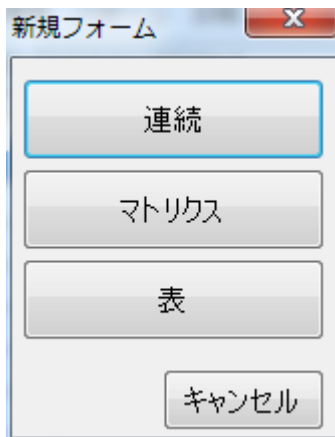 新規フォーム
連続
マトリクス
表
キャンセル